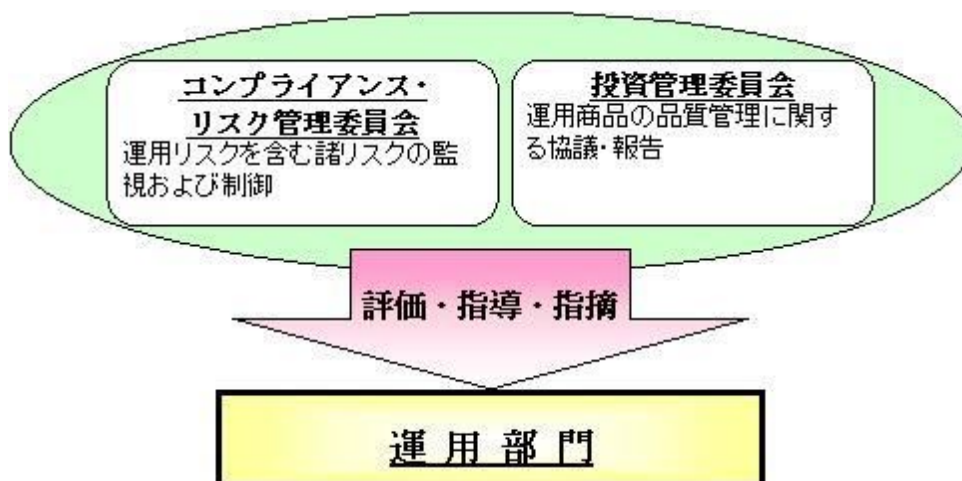 コンプライアンス・
リスク管理委員会
運用リスクを含む諸リスクの監
視および制御
投資管理委員会
運用商品の品質管理に関す
る協議・報告
評価・指導・指摘
運用部門